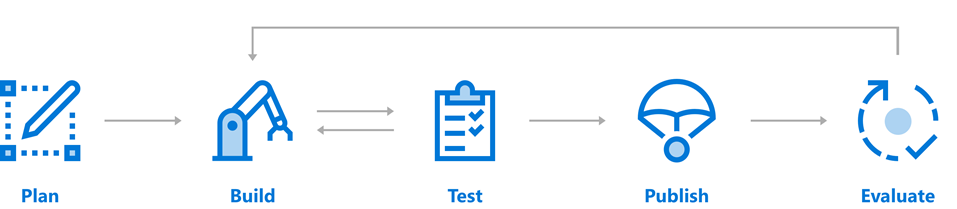 Plan
Build
Test
Publish
Evaluate